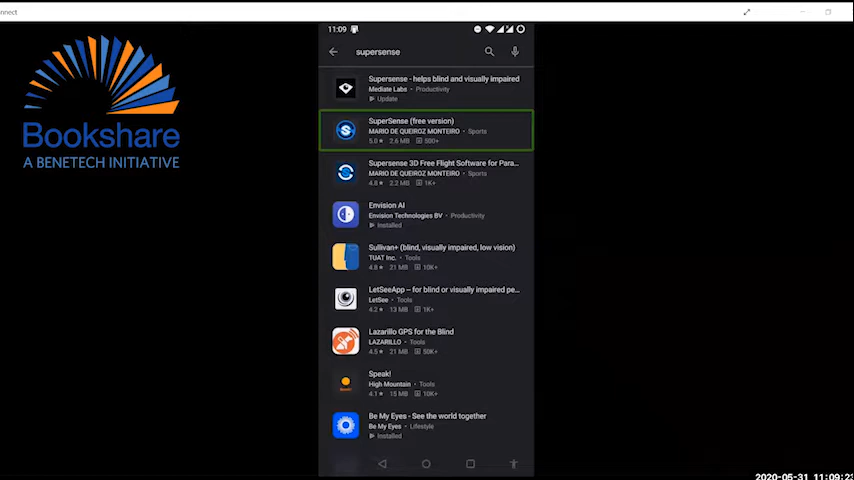 nnect
11:09
supersense
Supersense - helps blind and visually impaired
Mediate Labs • Productivity
Update
SuperSense (free version)
MARIO DE QUEIROZ MONTEIRO • Sports
5.0★ 2.6 MB 500+
Supersense 3D Free Flight Software for Para...
MARIO DE QUEIROZ MONTEIRO • Sports
4.8★ 2.2 MB 1K+
Envision AI
Envision Technologies BV • Productivity
Installed
Sullivan+ (blind, visually impaired, low vision)
TUAT Inc. • Tools
4.8★ 21 MB 10K+
LetSeeApp – for blind or visually impaired pe...
LetSee • Tools
4.2★ 13 MB 1K+
Lazarillo GPS for the Blind
LAZARILLO • Tools
4.5★ 21 MB 50K+
Speak!
High Mountain • Tools
4.1★ 15 MB 10K+
Be My Eyes - See the world together
Be My Eyes • Lifestyle
Installed
Bookshare
A BENETECH INITIATIVE
2020-05-31 11:09:23